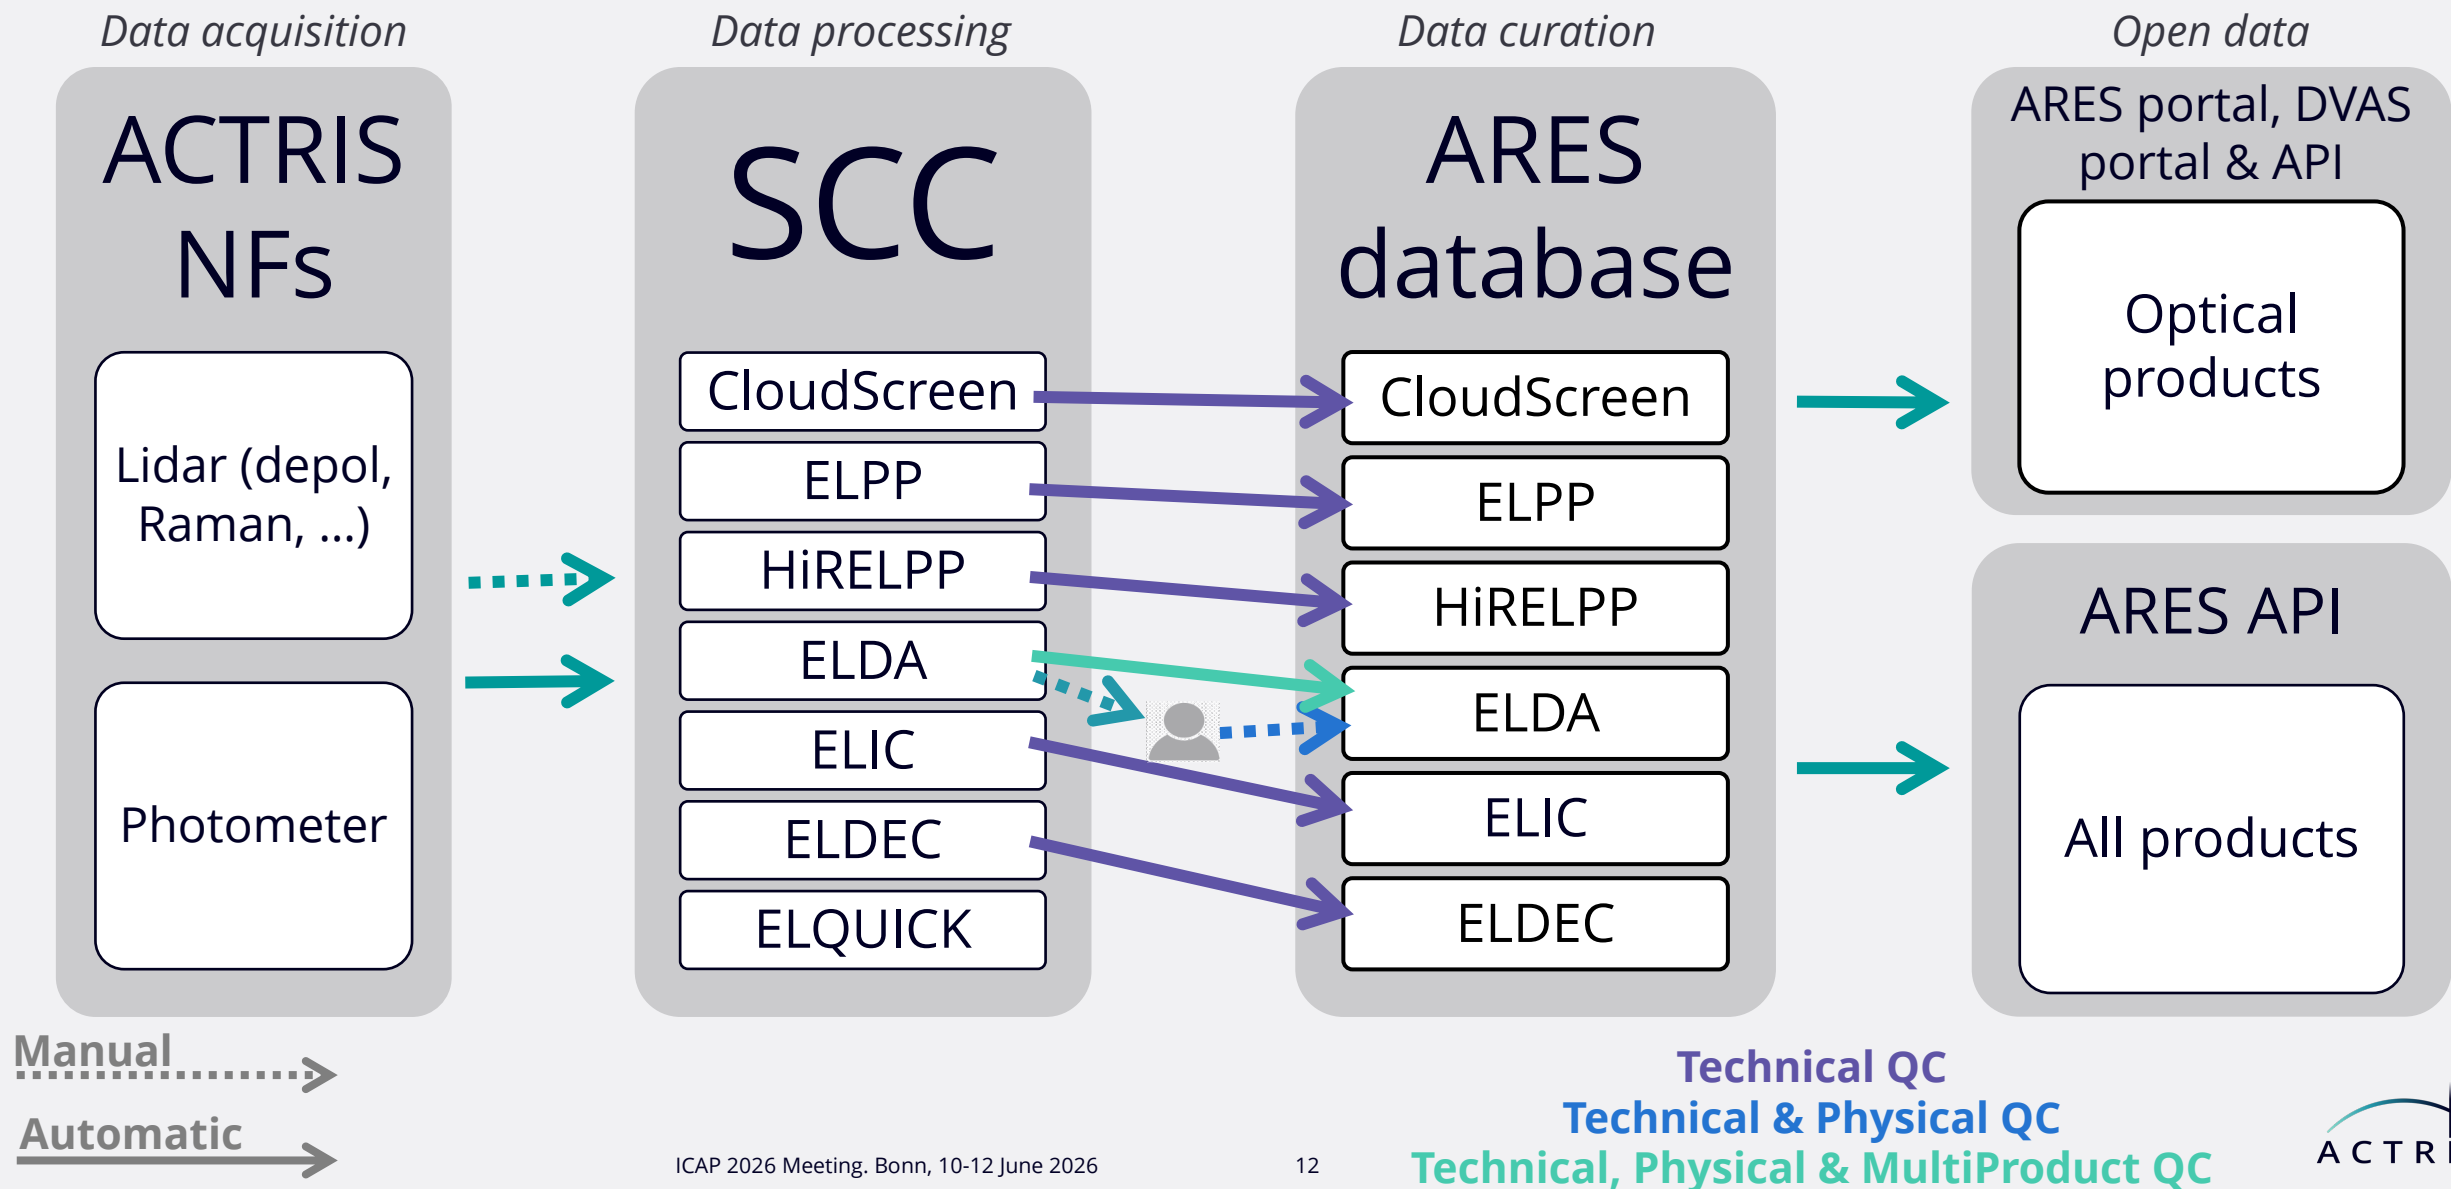 Data acquisition
Data processing
Data curation
Open data
ACTRIS
NFs
Lidar (depol,
Raman, ...)
Photometer
SCC
CloudScreen
ELPP
HiRELPP
ELDA
ELIC
ELDEC
ELQUICK
ARES
database
CloudScreen
ELPP
HiRELPP
ELDA
ELIC
ELDEC
ARES portal, DVAS
portal & API
Optical
products
ARES API
All products
Manual
Automatic
ICAP 2026 Meeting. Bonn, 10-12 June 2026
12
Technical QC
Technical & Physical QC
Technical, Physical & MultiProduct QC